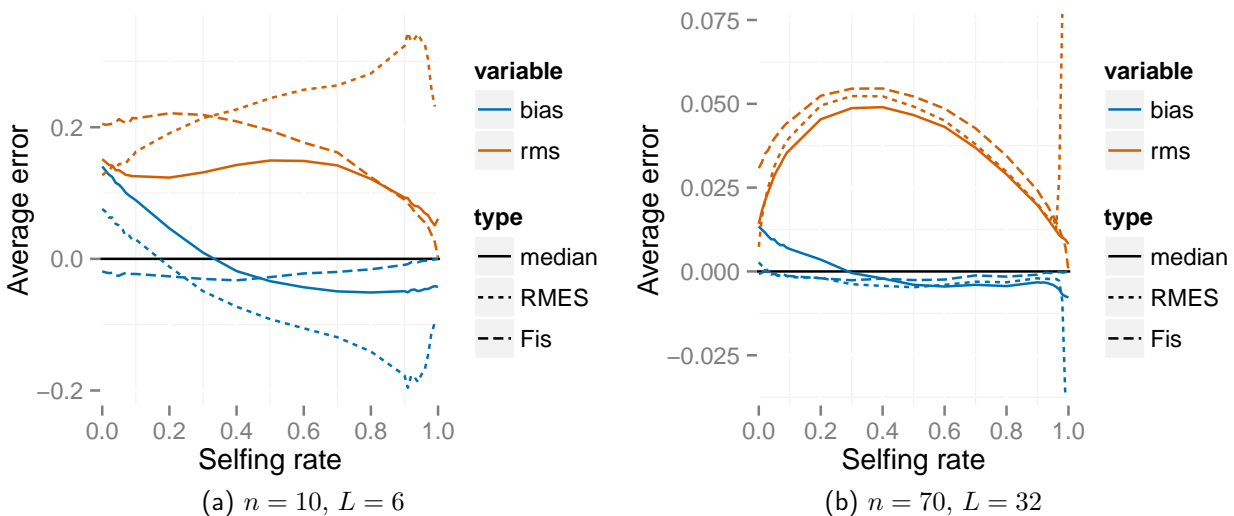 Average error
0.2
0.0
−0.2
0.0 0.2 0.4 0.6 0.8 1.0
Selfing rate
variable
bias
rms
type
median
RMES
Fis
(a) n = 10, L = 6
Average error
0.075
0.050
0.025
0.000
−0.025
0.0 0.2 0.4 0.6 0.8 1.0
Selfing rate
variable
bias
rms
type
median
RMES
Fis
(b) n = 70, L = 32